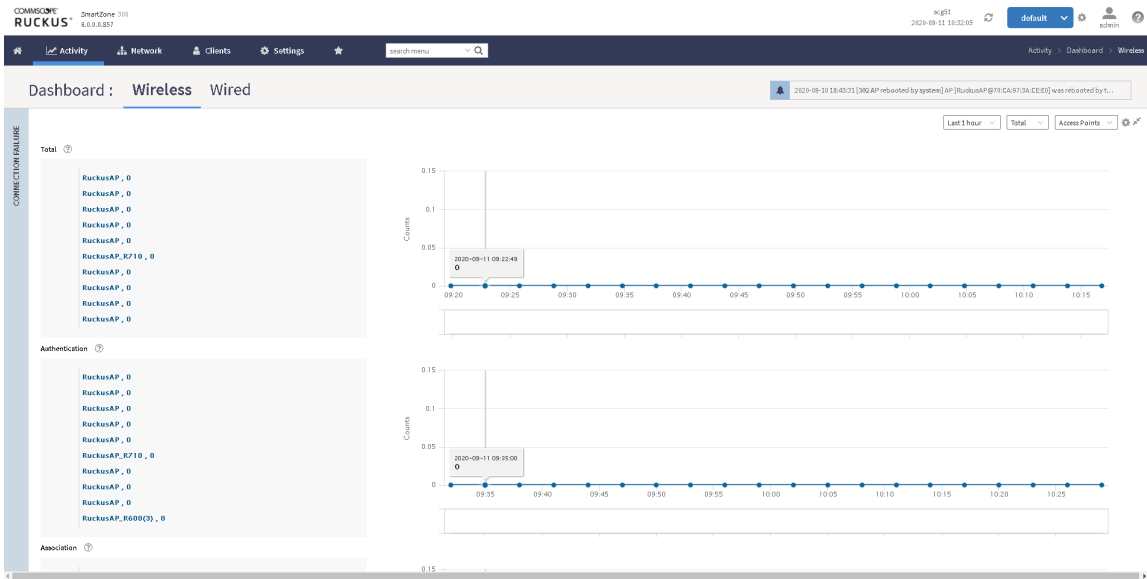 COMMSCOPE
RUCKUS® SmartZone 300
6.0.0.0.857
scg51
2020-09-11 10:32:05
default
admin
Activity Network Clients Settings
search menu
Activity > Dashboard > Wireless
Dashboard : Wireless Wired
2020-09-10 18:43:31 [302 AP rebooted by system] AP [RuckusAP@70:CA:97:3A:CE:E0] was rebooted by t...
CONNECTION FAILURE
Last 1 hour Total Access Points
Total
RuckusAP , 0
RuckusAP , 0
RuckusAP , 0
RuckusAP , 0
RuckusAP , 0
RuckusAP_R710 , 0
RuckusAP , 0
RuckusAP , 0
RuckusAP , 0
RuckusAP , 0
0.15
0.1
0.05
0
Counts
2020-09-11 09:22:49
0
09:20 09:25 09:30 09:35 09:40 09:45 09:50 09:55 10:00 10:05 10:10 10:15
Authentication
RuckusAP , 0
RuckusAP , 0
RuckusAP , 0
RuckusAP , 0
RuckusAP , 0
RuckusAP_R710 , 0
RuckusAP , 0
RuckusAP , 0
RuckusAP , 0
RuckusAP_R600(3) , 0
0.15
0.1
0.05
0
Counts
2020-09-11 09:35:00
0
09:35 09:40 09:45 09:50 09:55 10:00 10:05 10:10 10:15 10:20 10:25
Association
0.15